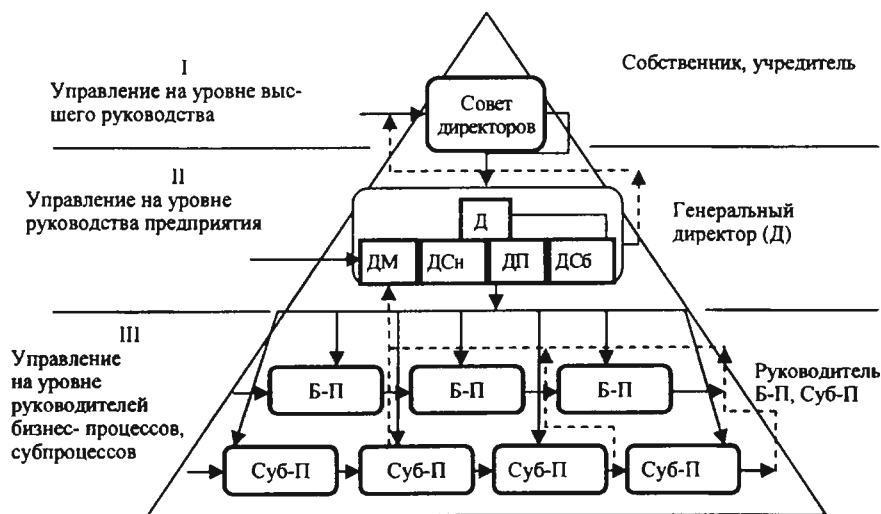 I
Управление на уровне выс-
шего руководства
Совет
директоров
Собственник, учредитель
II
Управление на уровне
руководства предприятия
Д
ДМ
ДСн
ДП
ДСб
Генеральный
директор (Д)
III
Управление
на уровне
руководителей
бизнес- процессов,
субпроцессов
Б-П
Б-П
Б-П
Руководитель
Б-П, Суб-П
Суб-П
Суб-П
Суб-П
Суб-П